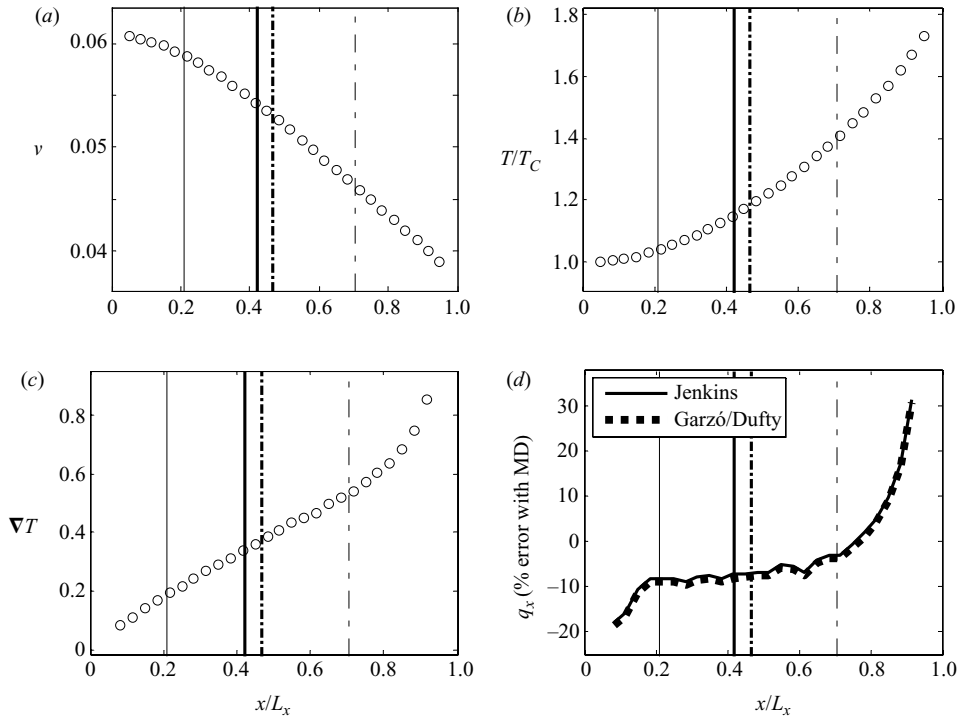 (a)
0.06
0.05
0.04
ν
0 0.2 0.4 0.6 0.8 1.0
(b)
1.8
1.6
1.4
1.2
1.0
T/T_C
0 0.2 0.4 0.6 0.8 1.0
(c)
0.8
0.6
0.4
0.2
0
∇T
0 0.2 0.4 0.6 0.8 1.0
x/L_x
(d)
30
20
10
0
−10
−20
q_x (% error with MD)
Jenkins
Garzó/Dufty
0 0.2 0.4 0.6 0.8 1.0
x/L_x